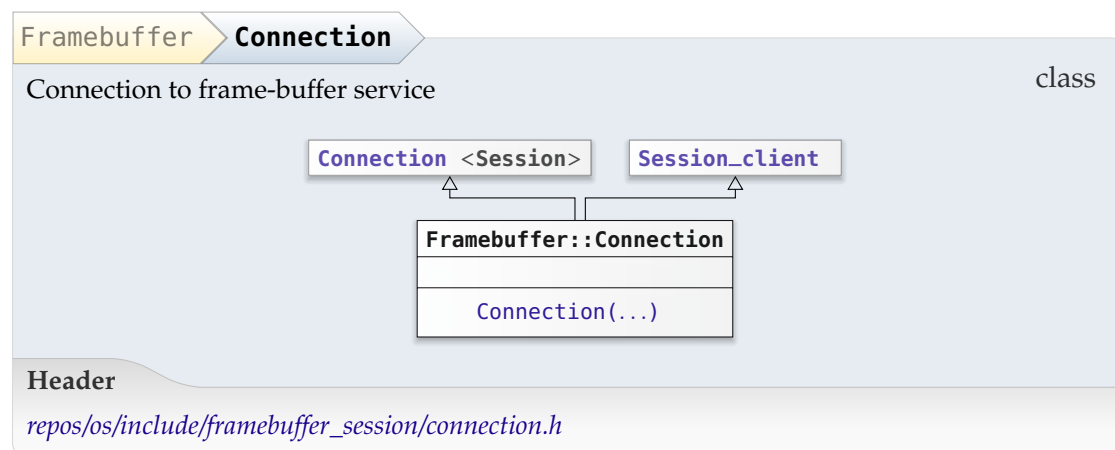 Framebuffer Connection
Connection to frame-buffer service
class
Connection <Session>
Session_client
Framebuffer::Connection
Connection(...)
Header
repos/os/include/framebuffer_session/connection.h